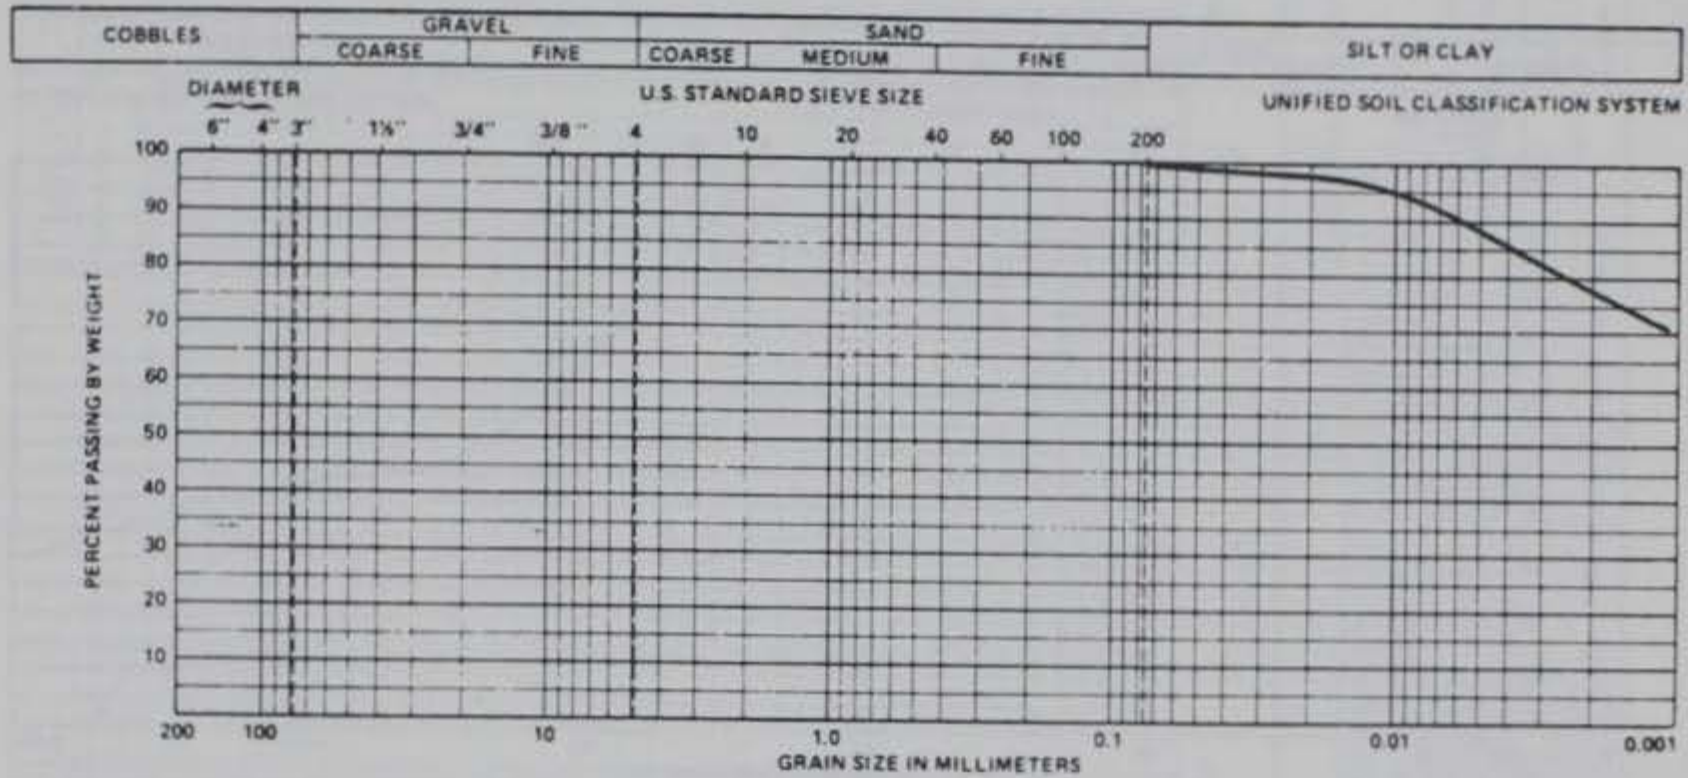 COBBLES GRAVEL SAND SILT OR CLAY
COARSE FINE COARSE MEDIUM FINE
DIAMETER U.S. STANDARD SIEVE SIZE UNIFIED SOIL CLASSIFICATION SYSTEM
6" 4" 3" 1½" 3/4" 3/8" 4 10 20 40 60 100 200
PERCENT PASSING BY WEIGHT
100
90
80
70
60
50
40
30
20
10
200 100 10 1.0 0.1 0.01 0.001
GRAIN SIZE IN MILLIMETERS